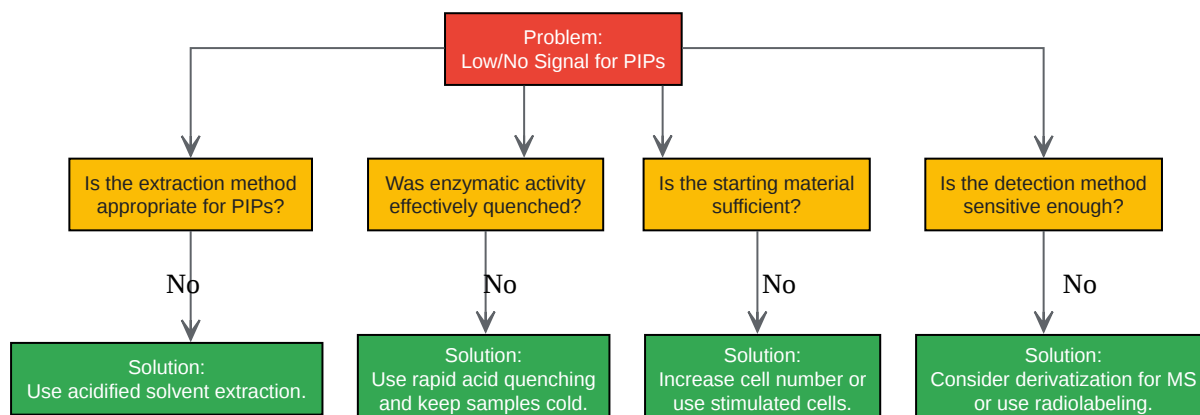 Problem:
Low/No Signal for PIPs
Is the extraction method
appropriate for PIPs?
Was enzymatic activity
effectively quenched?
Is the starting material
sufficient?
Is the detection method
sensitive enough?
No
No
No
No
Solution:
Use acidified solvent extraction.
Solution:
Use rapid acid quenching
and keep samples cold.
Solution:
Increase cell number or
use stimulated cells.
Solution:
Consider derivatization for MS
or use radiolabeling.